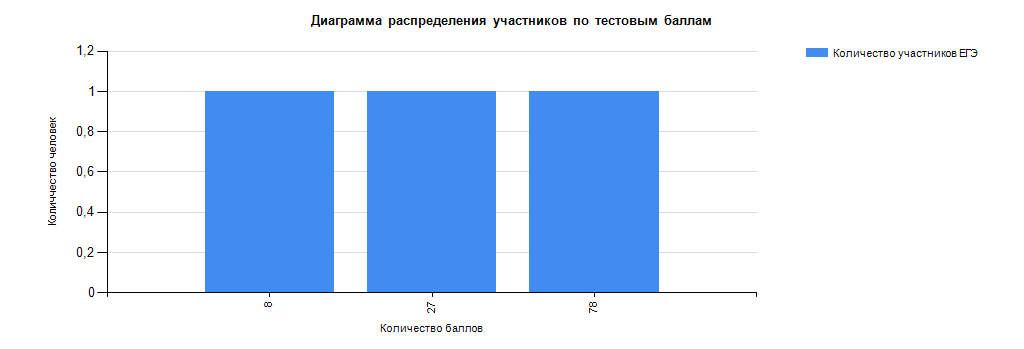 Диаграмма распределения участников по тестовым баллам
1,2
1
0,8
0,6
0,4
0,2
0
Количчество человек
8
27
78
Количество баллов
Количество участников ЕГЭ